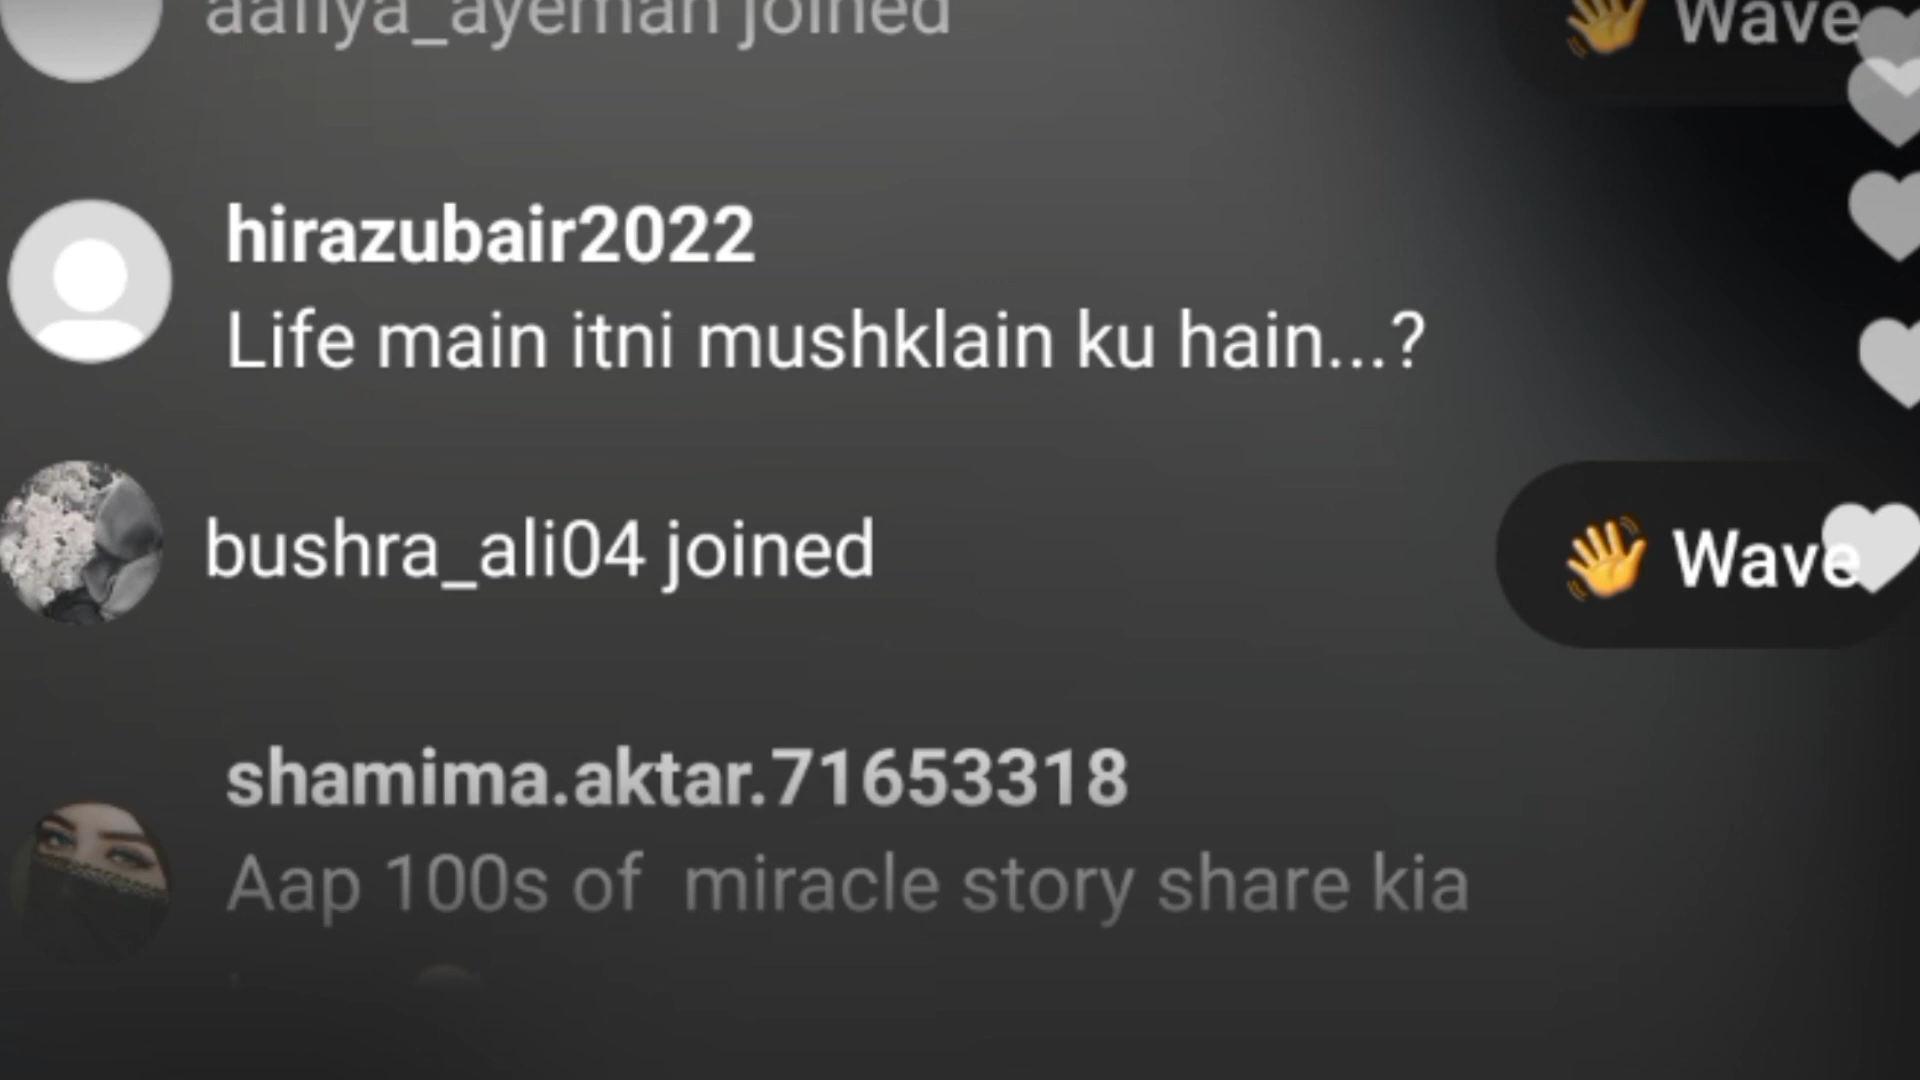 aafiya_ayeman joined
Wave
hirazubair2022
Life main itni mushklain ku hain...?
bushra_ali04 joined
Wave
shamima.aktar.71653318
Aap 100s of miracle story share kia